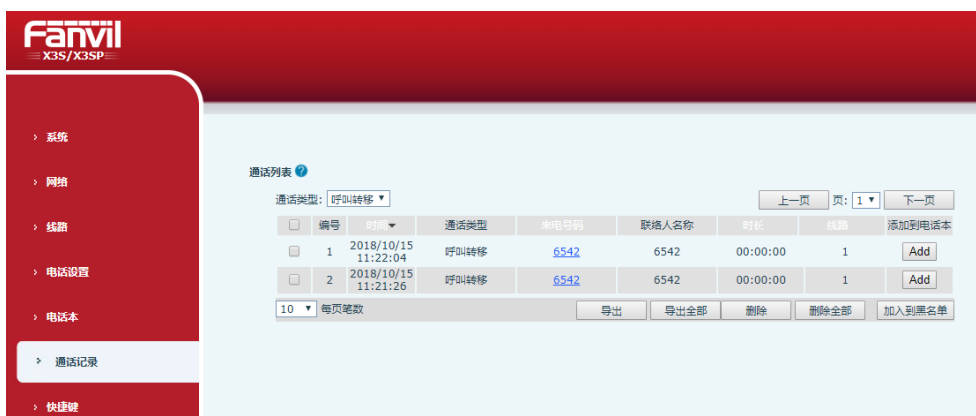 Fanvil
X3S/X3SP
系统
网络
线路
电话设置
电话本
通话记录
快捷键
通话列表 ?
通话类型: 呼叫转移 上一页 页: 1 下一页
编号 时间 通话类型 来电号码 联络人名称 时长 线路 添加到电话本
1 2018/10/15 11:22:04 呼叫转移 6542 6542 00:00:00 1 Add
2 2018/10/15 11:21:26 呼叫转移 6542 6542 00:00:00 1 Add
10 每页笔数 导出 导出全部 删除 删除全部 加入到黑名单